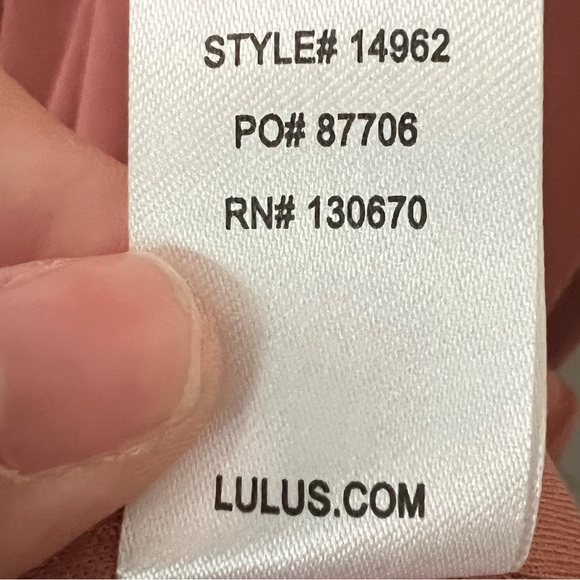 STYLE# 14962
PO# 87706
RN# 130670
LULUS.COM